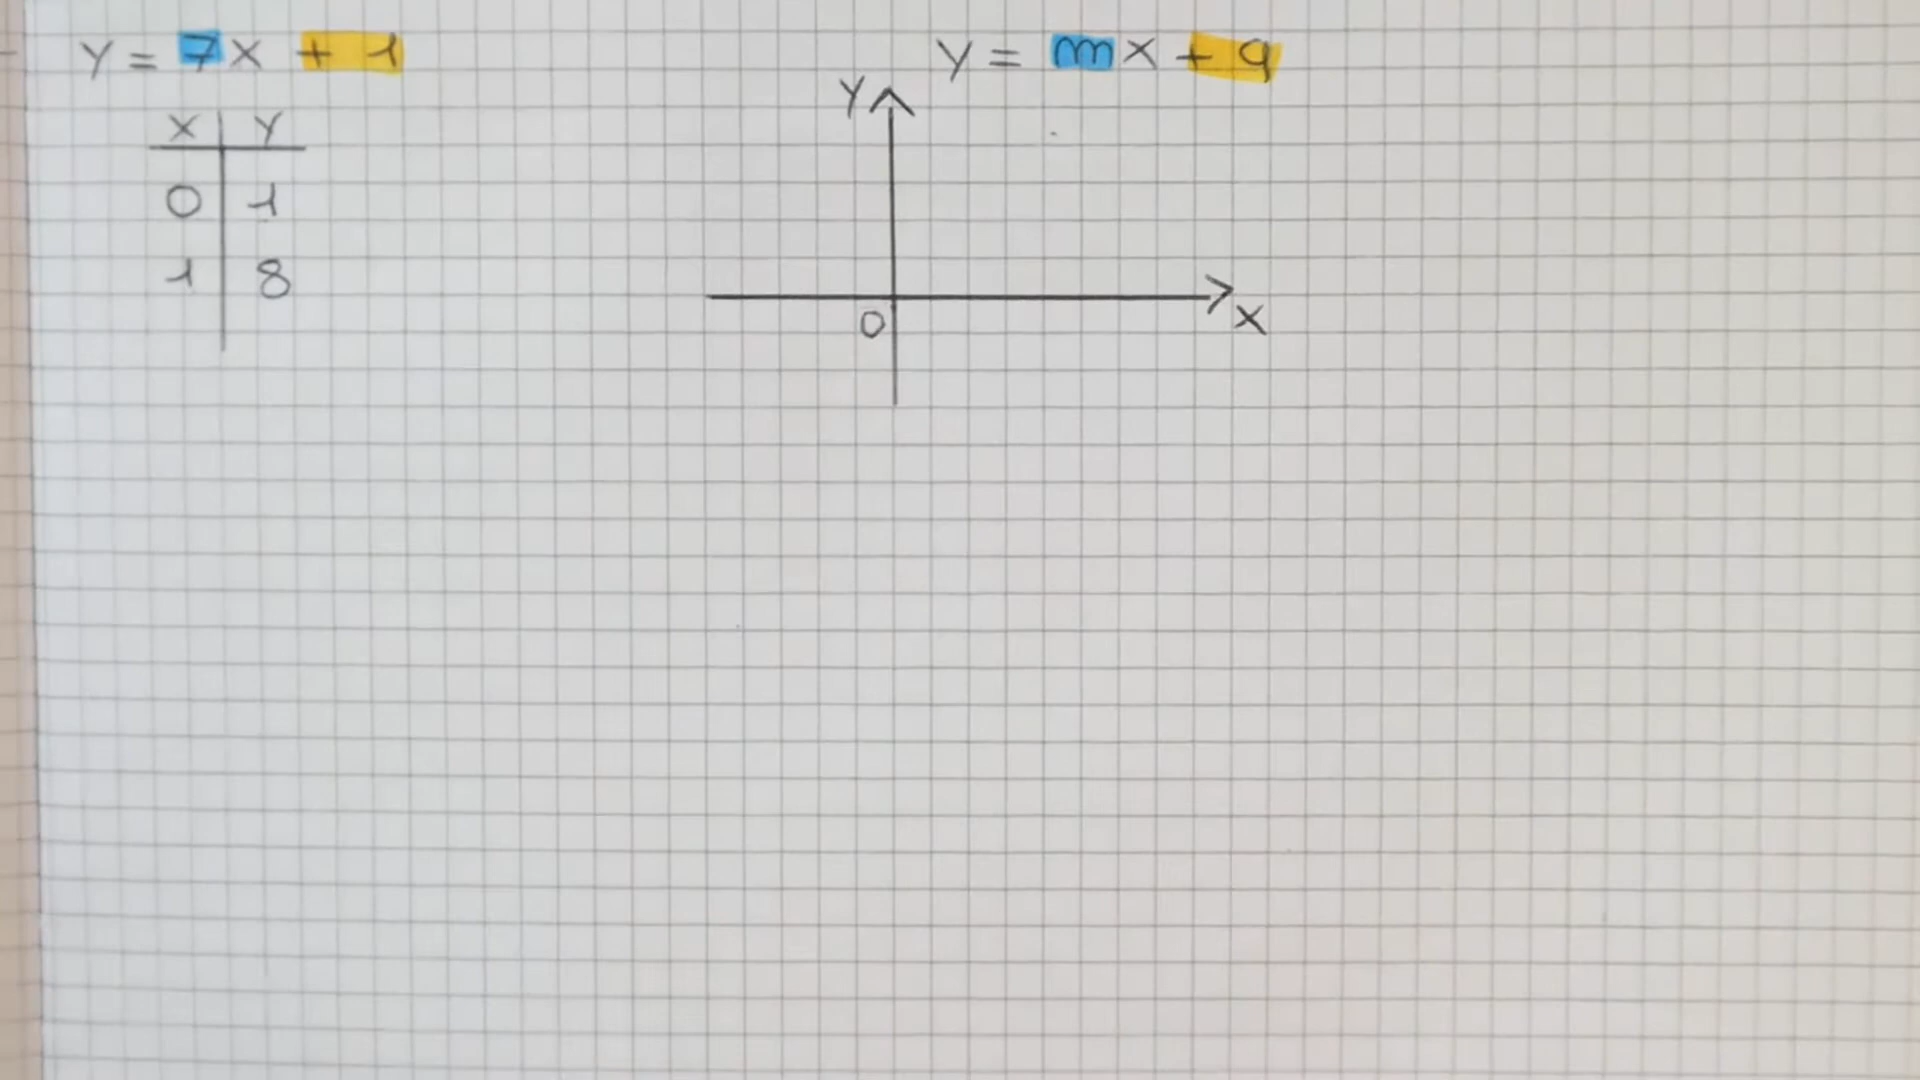 y = 7x + 1
x y
0 1
1 8
y = mx + q
y
0
x